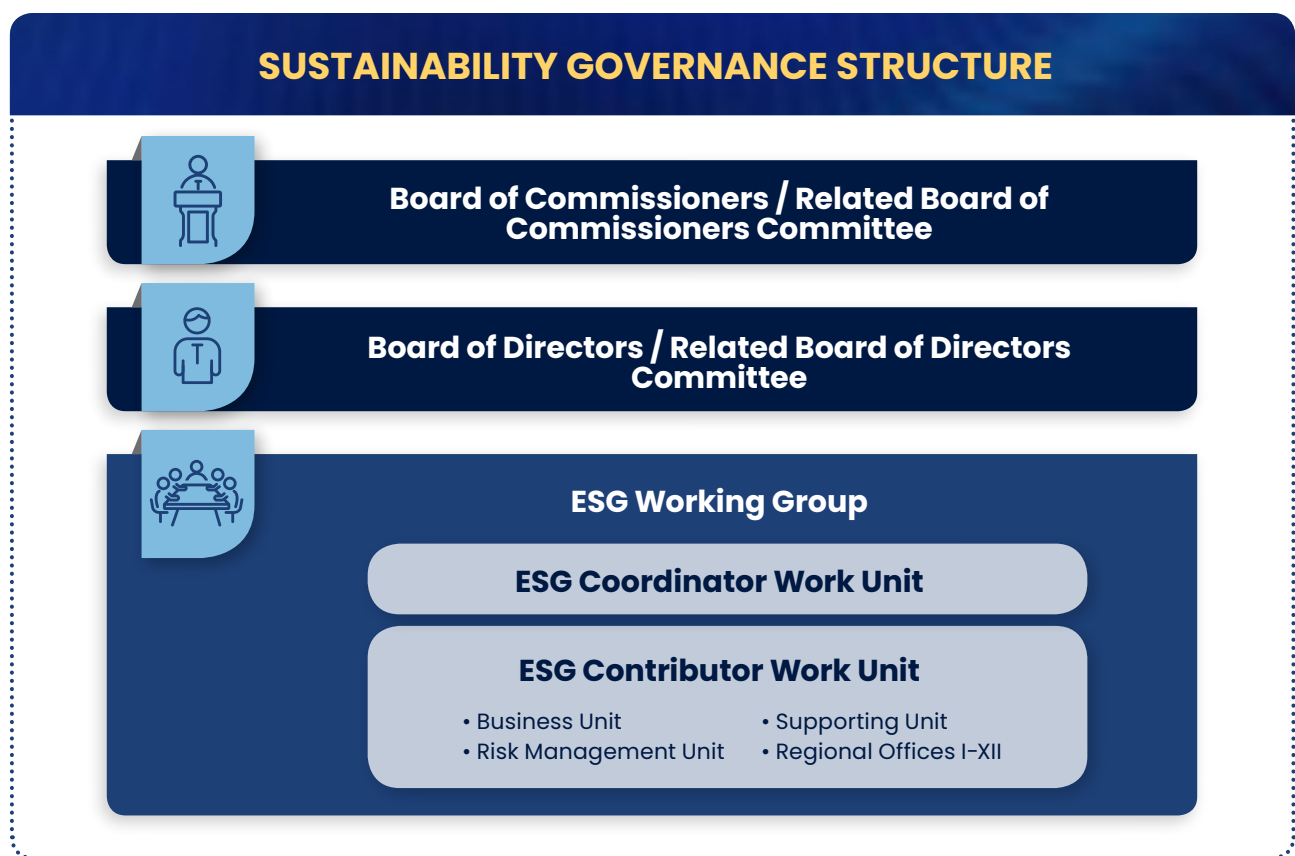 SUSTAINABILITY GOVERNANCE STRUCTURE
Board of Commissioners / Related Board of
Commissioners Committee
Board of Directors / Related Board of Directors
Committee
ESG Working Group
ESG Coordinator Work Unit
ESG Contributor Work Unit
• Business Unit
• Risk Management Unit
• Supporting Unit
• Regional Offices I-XII